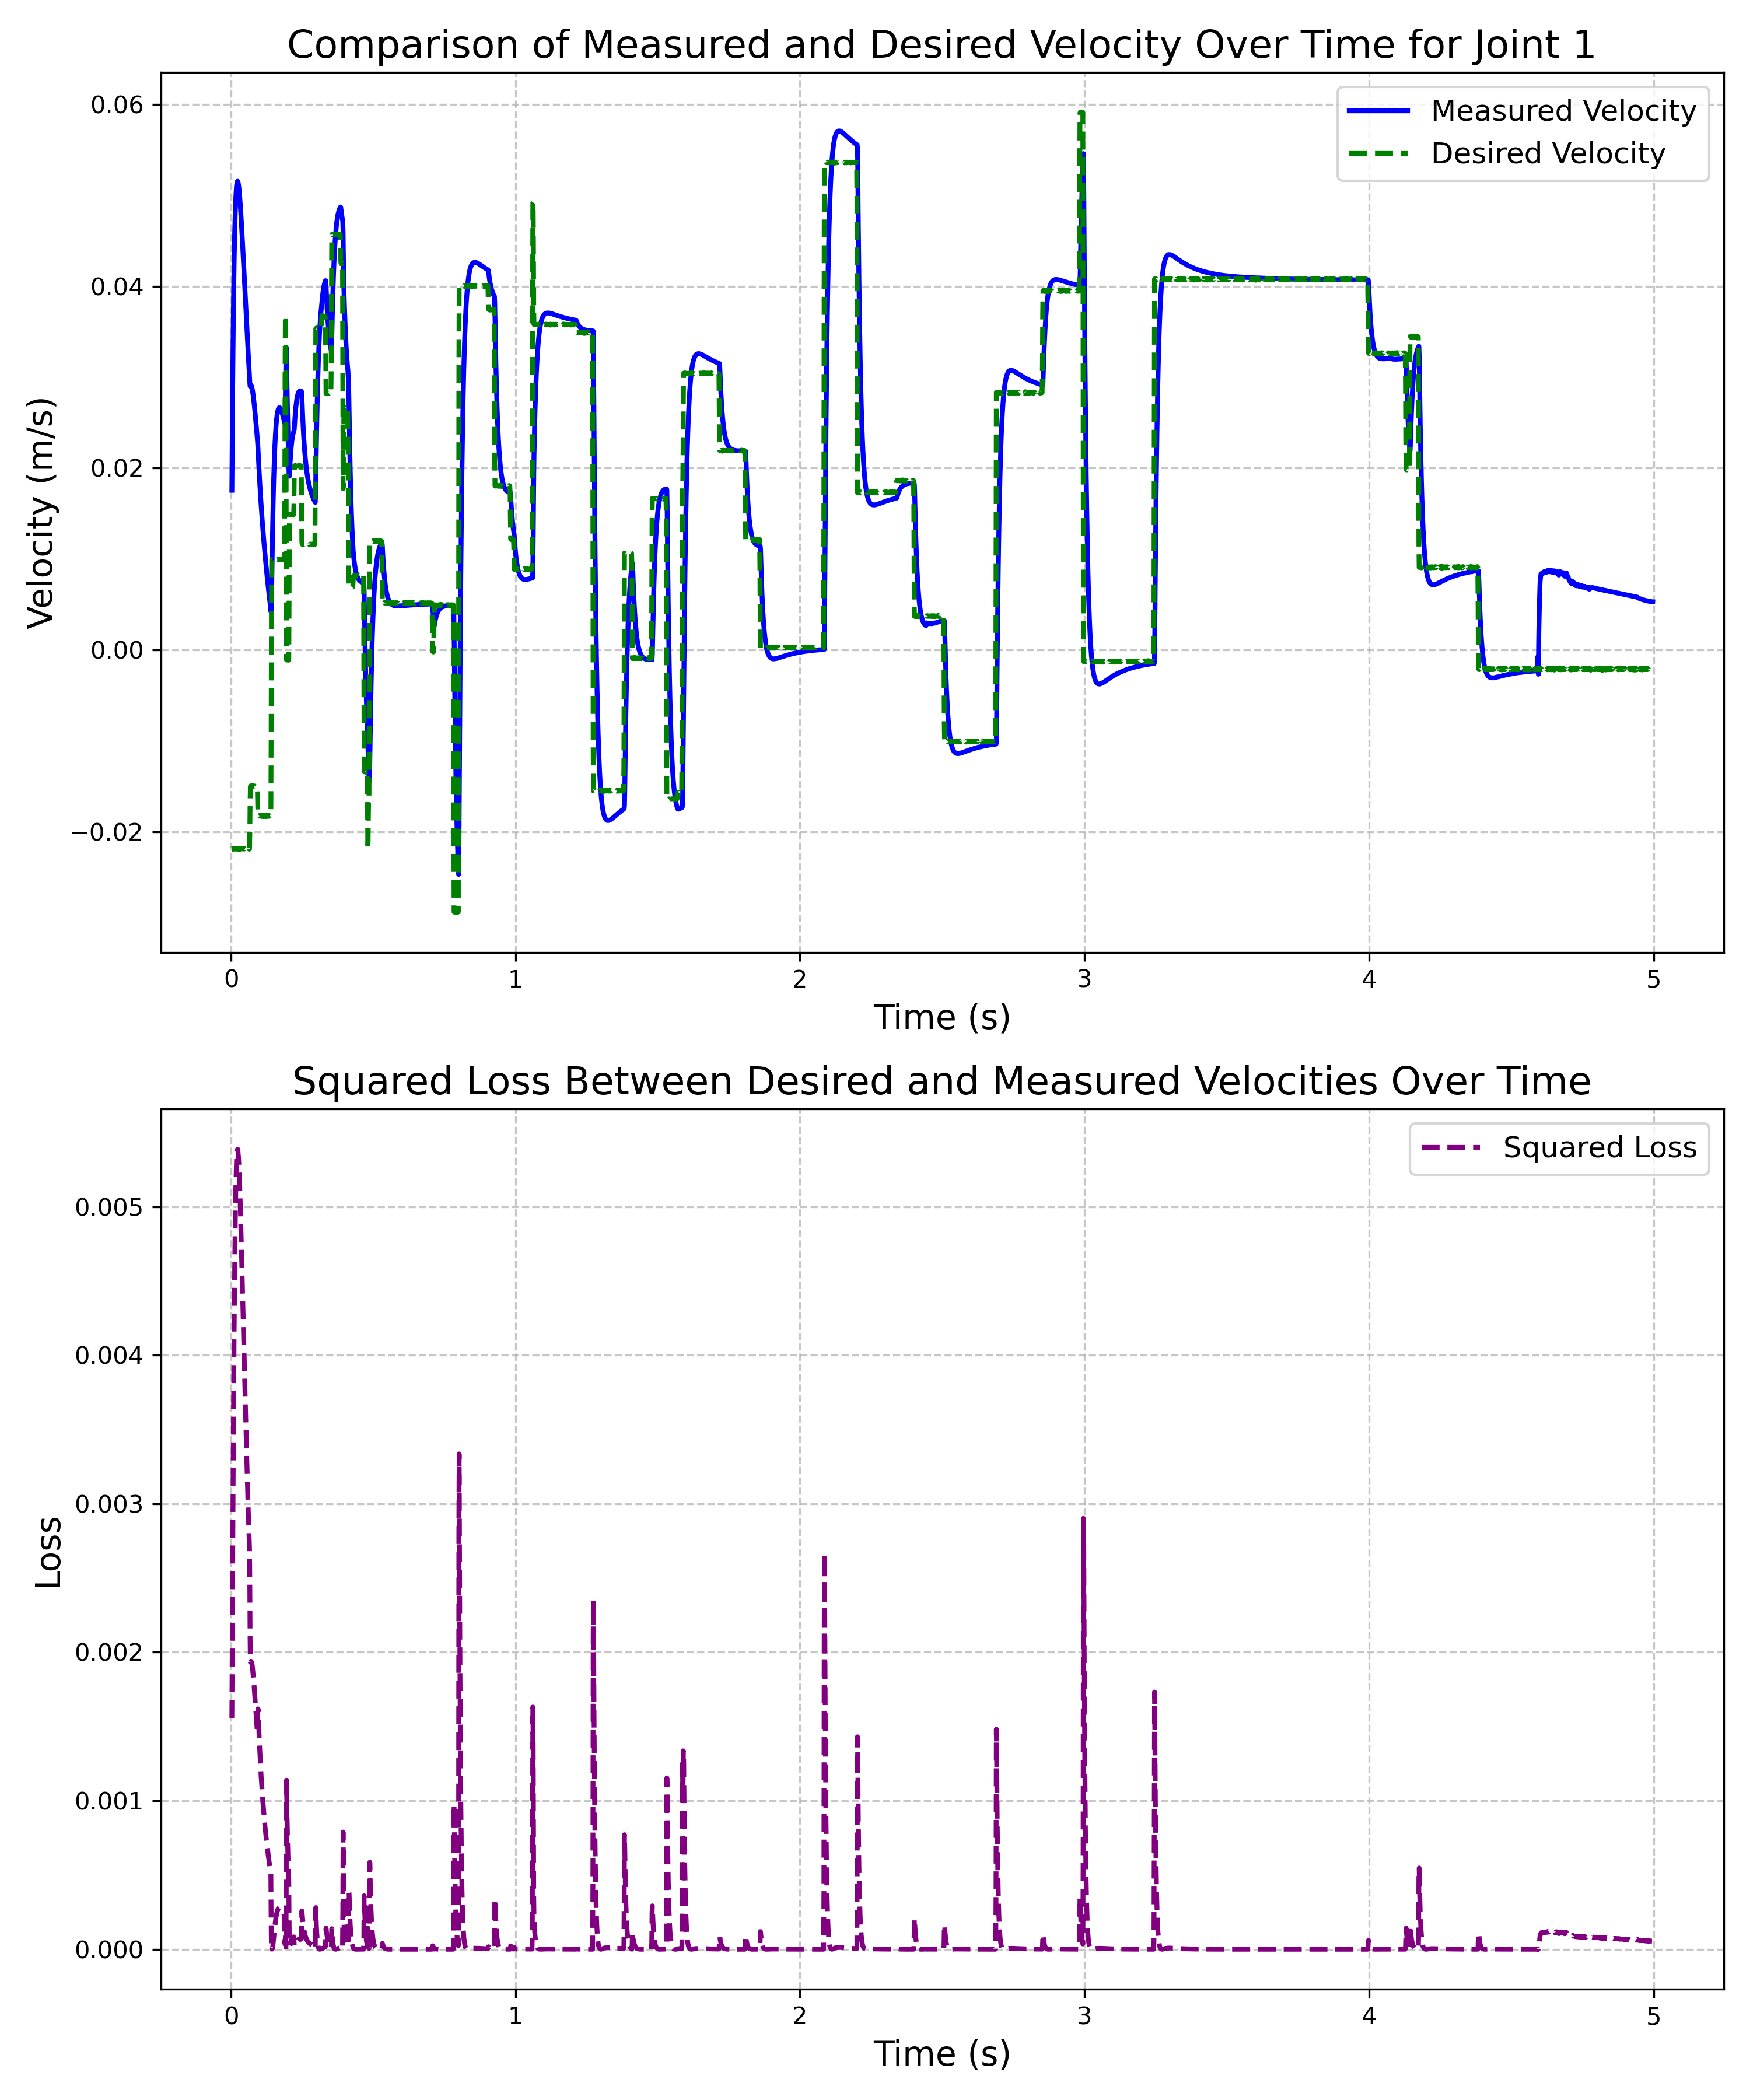 Comparison of Measured and Desired Velocity Over Time for Joint 1
Measured Velocity
Desired Velocity
Velocity (m/s)
0.06
0.04
0.02
0.00
−0.02
0 1 2 3 4 5
Time (s)
Squared Loss Between Desired and Measured Velocities Over Time
Squared Loss
Loss
0.005
0.004
0.003
0.002
0.001
0.000
0 1 2 3 4 5
Time (s)